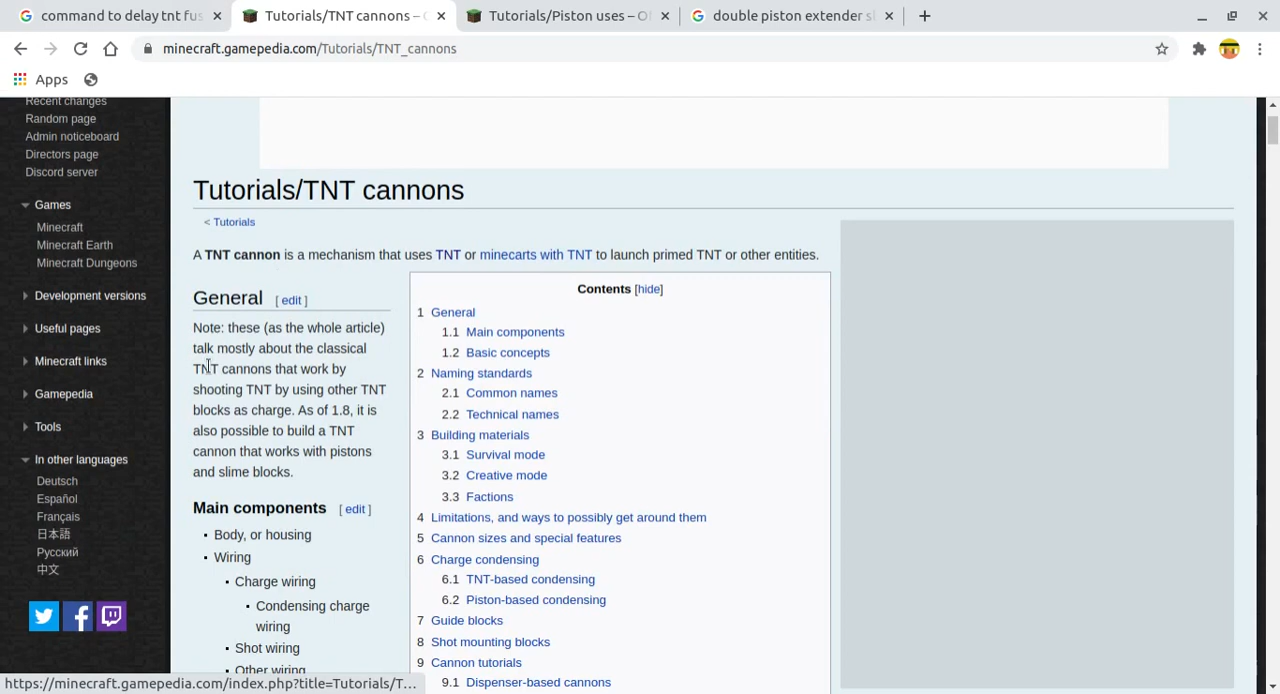 command to delay tnt fu
Tutorials/TNT cannons –
Tutorials/Piston uses – O
double piston extender s
minecraft.gamepedia.com/Tutorials/TNT_cannons
Apps
Recent changes
Random page
Admin noticeboard
Directors page
Discord server
Games
Minecraft
Minecraft Earth
Minecraft Dungeons
Development versions
Useful pages
Minecraft links
Gamepedia
Tools
In other languages
Deutsch
Español
Français
日本語
Русский
中文
Tutorials/TNT cannons
< Tutorials
A TNT cannon is a mechanism that uses TNT or minecarts with TNT to launch primed TNT or other entities.
General [ edit ]
Note: these (as the whole article)
talk mostly about the classical
TNT cannons that work by
shooting TNT by using other TNT
blocks as charge. As of 1.8, it is
also possible to build a TNT
cannon that works with pistons
and slime blocks.
Main components [ edit ]
Body, or housing
Wiring
Charge wiring
Condensing charge
wiring
Shot wiring
Other wiring
Contents [hide]
1 General
1.1 Main components
1.2 Basic concepts
2 Naming standards
2.1 Common names
2.2 Technical names
3 Building materials
3.1 Survival mode
3.2 Creative mode
3.3 Factions
4 Limitations, and ways to possibly get around them
5 Cannon sizes and special features
6 Charge condensing
6.1 TNT-based condensing
6.2 Piston-based condensing
7 Guide blocks
8 Shot mounting blocks
9 Cannon tutorials
9.1 Dispenser-based cannons
https://minecraft.gamepedia.com/index.php?title=Tutorials/T...